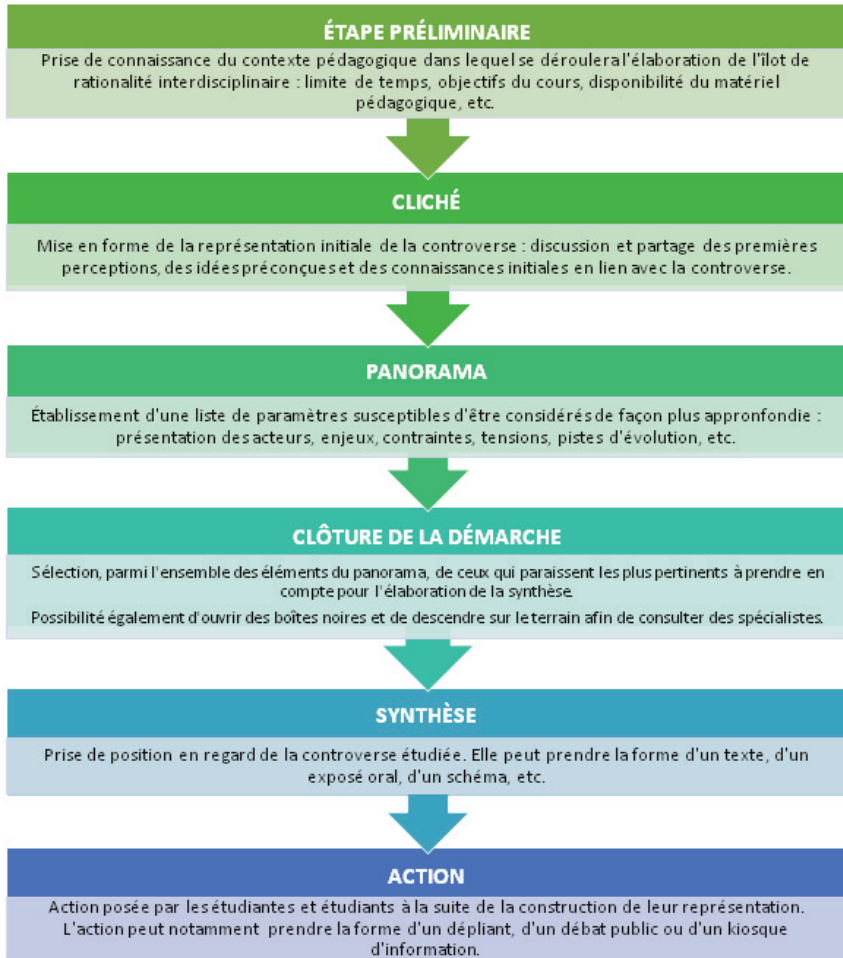 ÉTAPE PRÉLIMINAIRE
Prise de connaissance du contexte pédagogique dans lequel se déroulera l'élaboration de l'îlot de
rationalité interdisciplinaire : limite de temps, objectifs du cours, disponibilité du matériel
pédagogique, etc.
CLICHÉ
Mise en forme de la représentation initiale de la controverse : discussion et partage des premières
perceptions, des idées préconçues et des connaissances initiales en lien avec la controverse.
PANORAMA
Établissement d'une liste de paramètres susceptibles d'être considérés de façon plus appronfondie :
présentation des acteurs, enjeux, contraintes, tensions, pistes d'évolution, etc.
CLÔTURE DE LA DÉMARCHE
Sélection, parmi l'ensemble des éléments du panorama, de ceux qui paraissent les plus pertinents à prendre en
compte pour l'élaboration de la synthèse.
Possibilité également d'ouvrir des boîtes noires et de descendre sur le terrain afin de consulter des spécialistes.
SYNTHÈSE
Prise de position en regard de la controverse étudiée. Elle peut prendre la forme d'un texte, d'un
exposé oral, d'un schéma, etc.
ACTION
Action posée par les étudiantes et étudiants à la suite de la construction de leur représentation.
L'action peut notamment prendre la forme d'un dépliant, d'un débat public ou d'un kiosque
d'information.